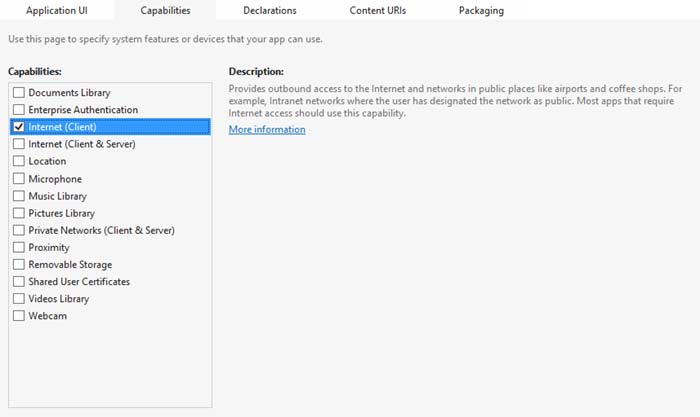 Application UI Capabilities Declarations Content URIs Packaging
Use this page to specify system features or devices that your app can use.
Capabilities:
Documents Library
Enterprise Authentication
Internet (Client)
Internet (Client & Server)
Location
Microphone
Music Library
Pictures Library
Private Networks (Client & Server)
Proximity
Removable Storage
Shared User Certificates
Videos Library
Webcam
Description:
Provides outbound access to the Internet and networks in public places like airports and coffee shops. For
example, Intranet networks where the user has designated the network as public. Most apps that require
Internet access should use this capability.
More information